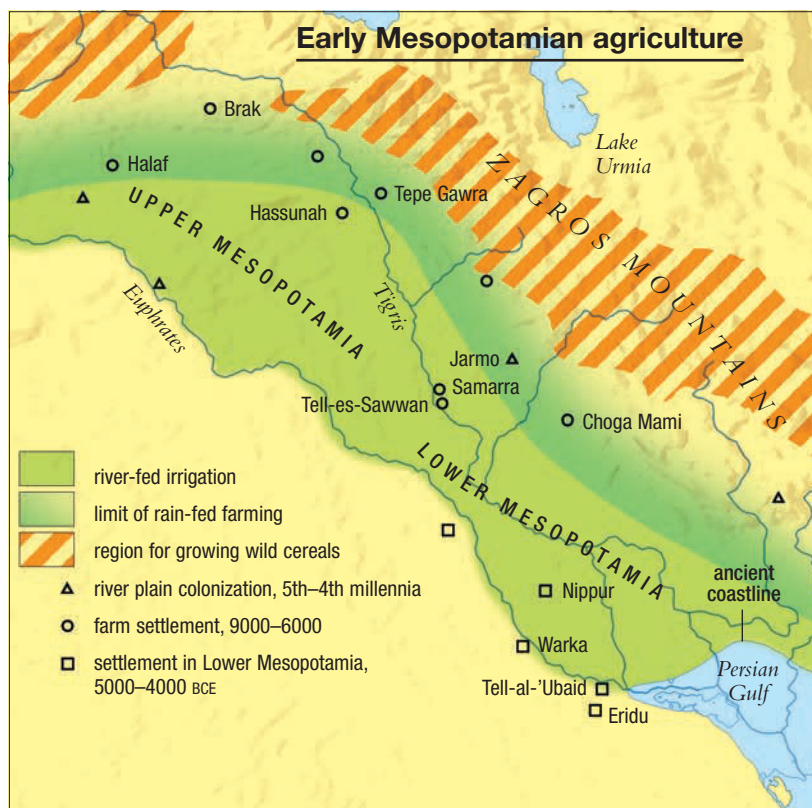 Early Mesopotamian agriculture
Brak
Lake
Urmia
Halaf
Tepe Gawra
ZAGROS MOUNTAINS
Hassunah
UPPER MESOPOTAMIA
Tigris
Euphrates
Jarmo
Samarra
Tell-es-Sawwan
Choga Mami
LOWER MESOPOTAMIA
river-fed irrigation
limit of rain-fed farming
region for growing wild cereals
river plain colonization, 5th–4th millennia
farm settlement, 9000–6000
settlement in Lower Mesopotamia,
5000–4000 BCE
ancient
coastline
Nippur
Warka
Persian
Gulf
Tell-al-'Ubaid
Eridu